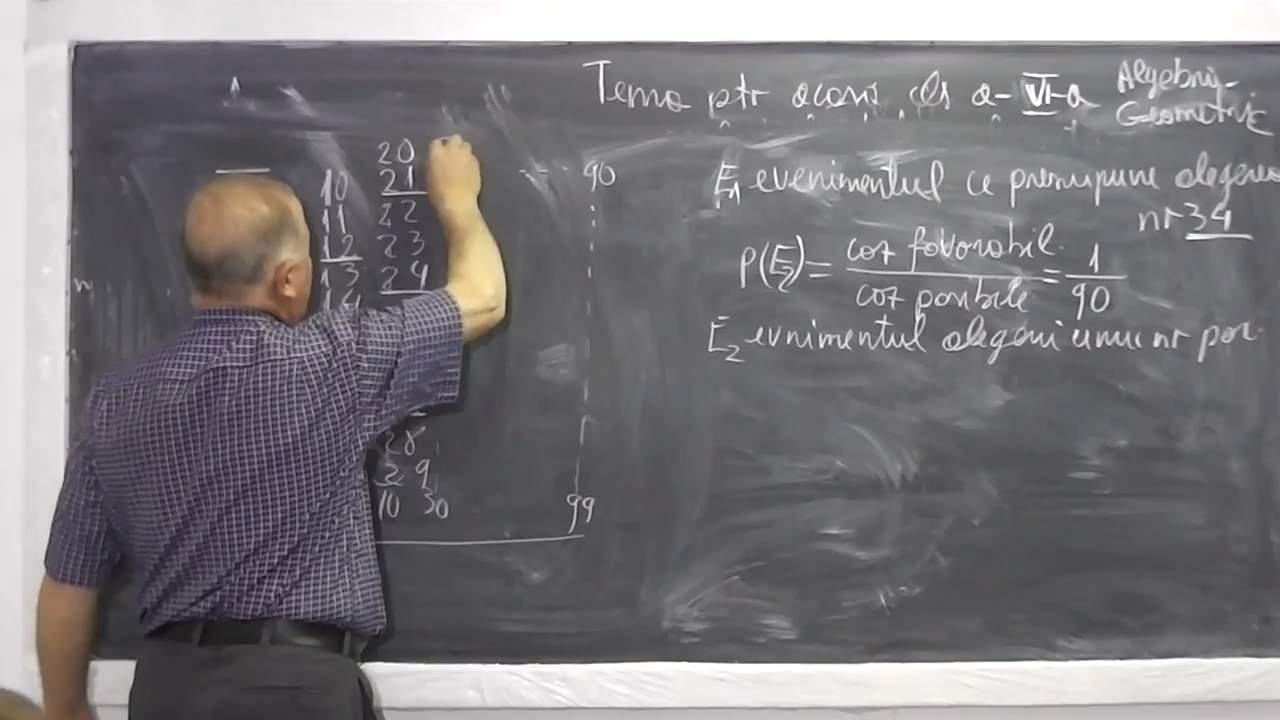 Tema ptr acasă cls a-VI-a Algebră-
Geometrie
E1 evenimentul ce presupune alegerea
nr 34
P(E2) = caz favorabil / caz posibile = 1/90
E2 evnimentul alegerii unui nr par
10
11
12
13
14
20
21
22
23
24
28
29
10 30
90
99